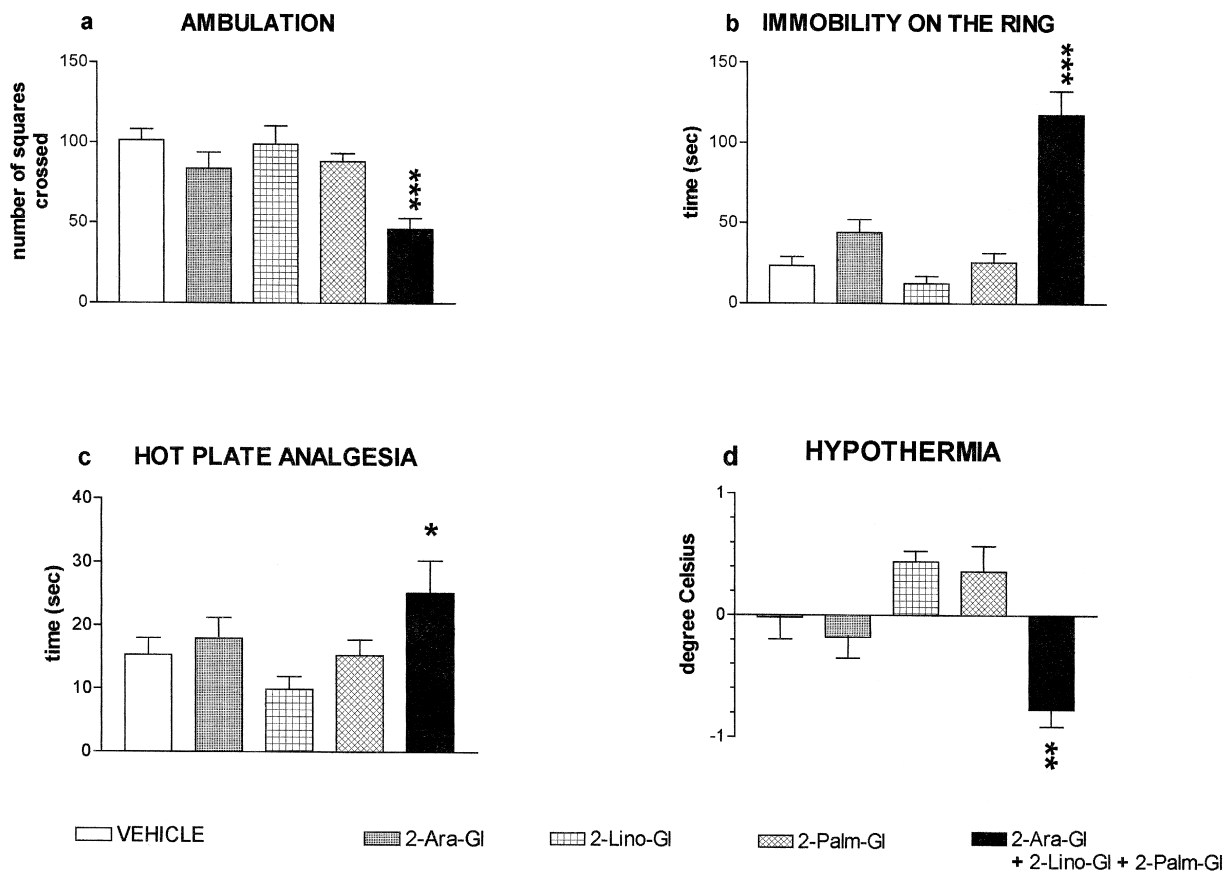 a AMBULATION
number of squares
crossed
150
100
50
0
***
b IMMOBILITY ON THE RING
time (sec)
150
100
50
0
***
c HOT PLATE ANALGESIA
time (sec)
40
30
20
10
0
*
d HYPOTHERMIA
degree Celsius
1
0
-1
**
VEHICLE 2-Ara-Gl 2-Lino-Gl 2-Palm-Gl 2-Ara-Gl
+ 2-Lino-Gl + 2-Palm-Gl